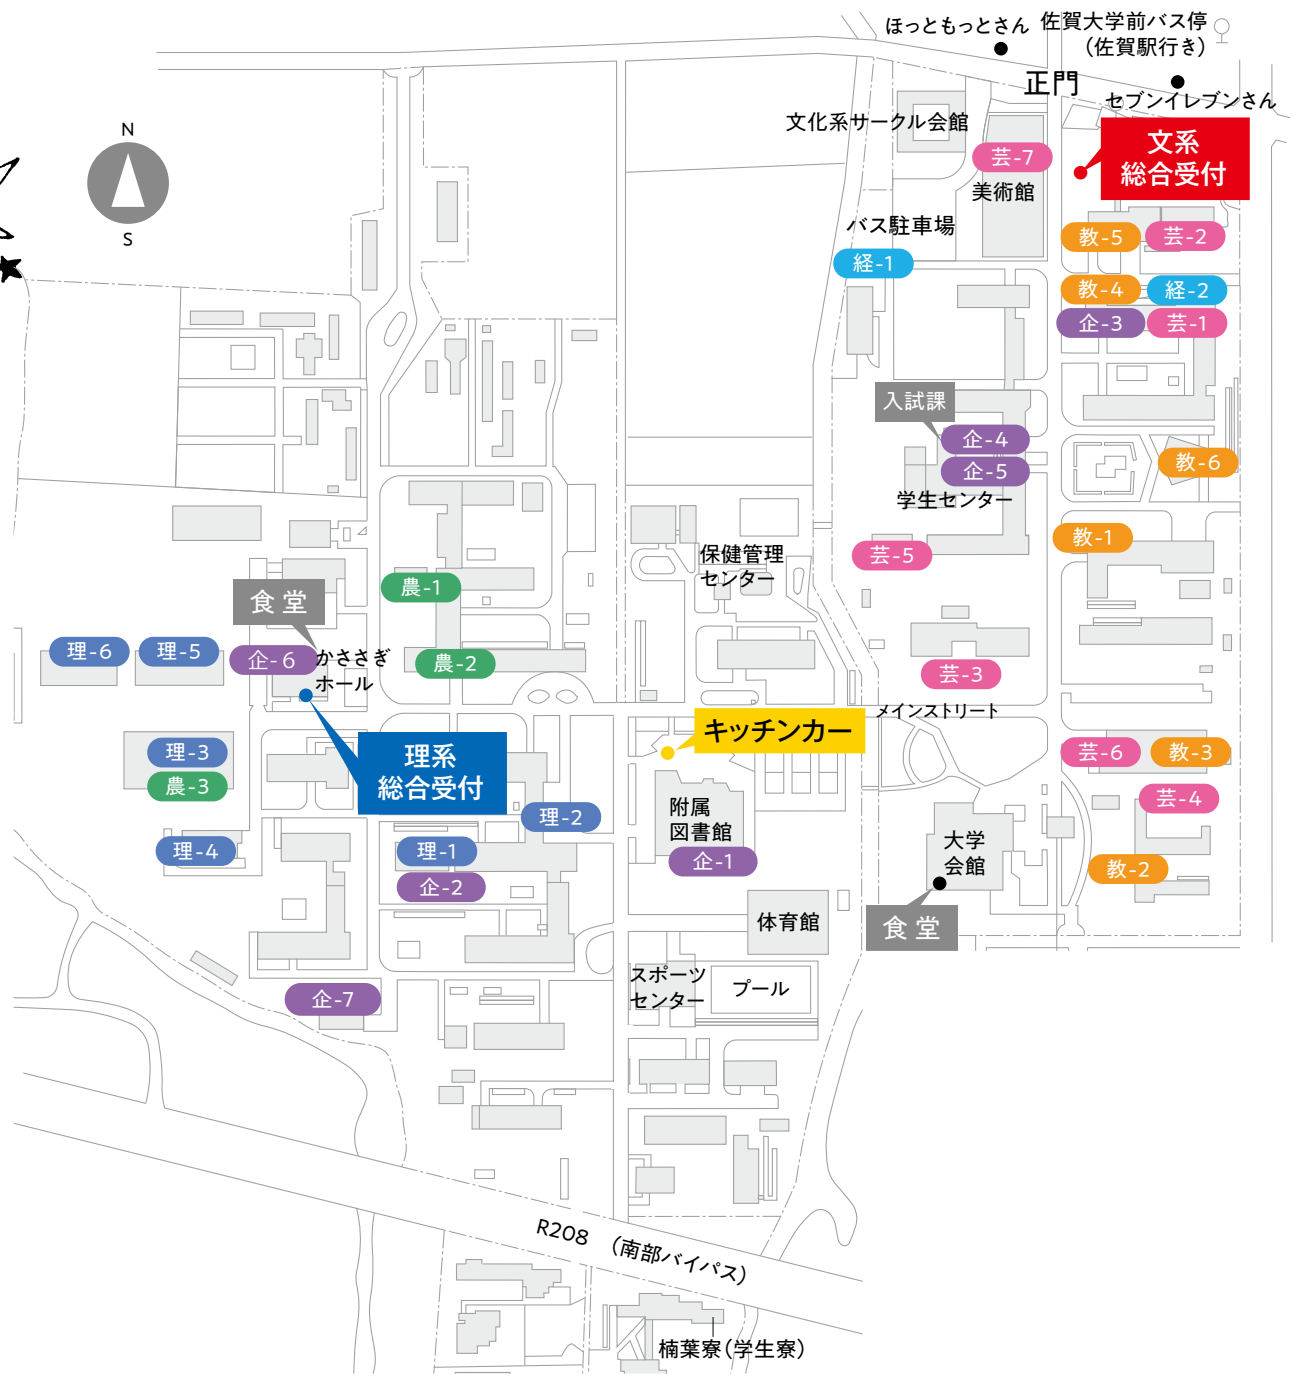 ほっともっとさん
佐賀大学前バス停
（佐賀駅行き）
正門
セブンイレブンさん
文化系サークル会館
N
S
芸-7
美術館
文系
総合受付
バス駐車場
経-1
教-5
芸-2
教-4
経-2
企-3
芸-1
入試課
企-4
企-5
学生センター
教-6
教-1
芸-5
保健管理
センター
農-1
食堂
理-6
理-5
企-6
かささぎ
ホール
農-2
芸-3
メインストリート
キッチンカー
理系
総合受付
理-3
農-3
芸-6
教-3
芸-4
理-2
附属
図書館
企-1
理-4
理-1
企-2
大学
会館
教-2
食堂
体育館
スポーツ
センター
プール
企-7
R208 （南部バイパス）
楠葉寮（学生寮）